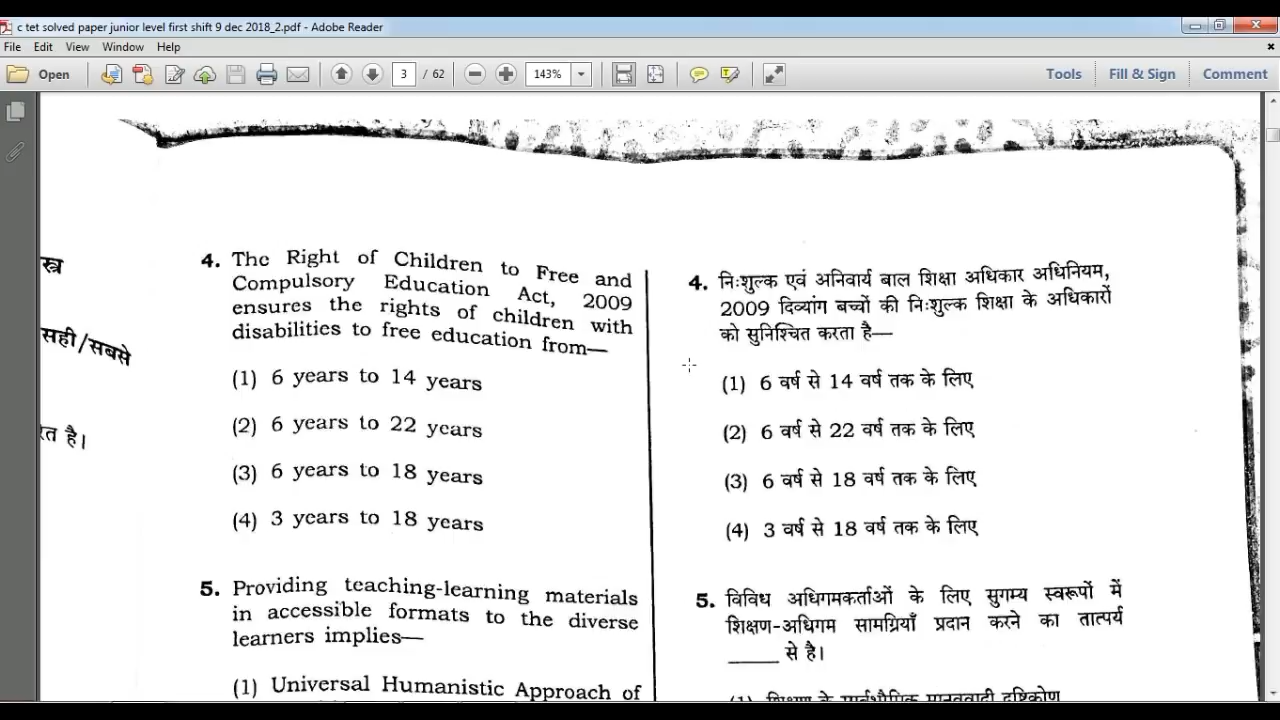 c tet solved paper junior level first shift 9 dec 2018_2.pdf - Adobe Reader
File Edit View Window Help
Open 3 / 62 143% Tools Fill & Sign Comment
स्त्र
सही/सबसे
4. The Right of Children to Free and
Compulsory Education Act, 2009
ensures the rights of children with
disabilities to free education from—
(1) 6 years to 14 years
(2) 6 years to 22 years
(3) 6 years to 18 years
(4) 3 years to 18 years
5. Providing teaching-learning materials
in accessible formats to the diverse
learners implies—
(1) Universal Humanistic Approach of
4. निःशुल्क एवं अनिवार्य बाल शिक्षा अधिकार अधिनियम,
2009 दिव्यांग बच्चों की निःशुल्क शिक्षा के अधिकारों
को सुनिश्चित करता है—
(1) 6 वर्ष से 14 वर्ष तक के लिए
(2) 6 वर्ष से 22 वर्ष तक के लिए
(3) 6 वर्ष से 18 वर्ष तक के लिए
(4) 3 वर्ष से 18 वर्ष तक के लिए
5. विविध अधिगमकर्ताओं के लिए सुगम्य स्वरूपों में
शिक्षण-अधिगम सामग्रियाँ प्रदान करने का तात्पर्य
_____ से है।
(1) शिक्षण के सार्वभौमिक मानववादी दृष्टिकोण